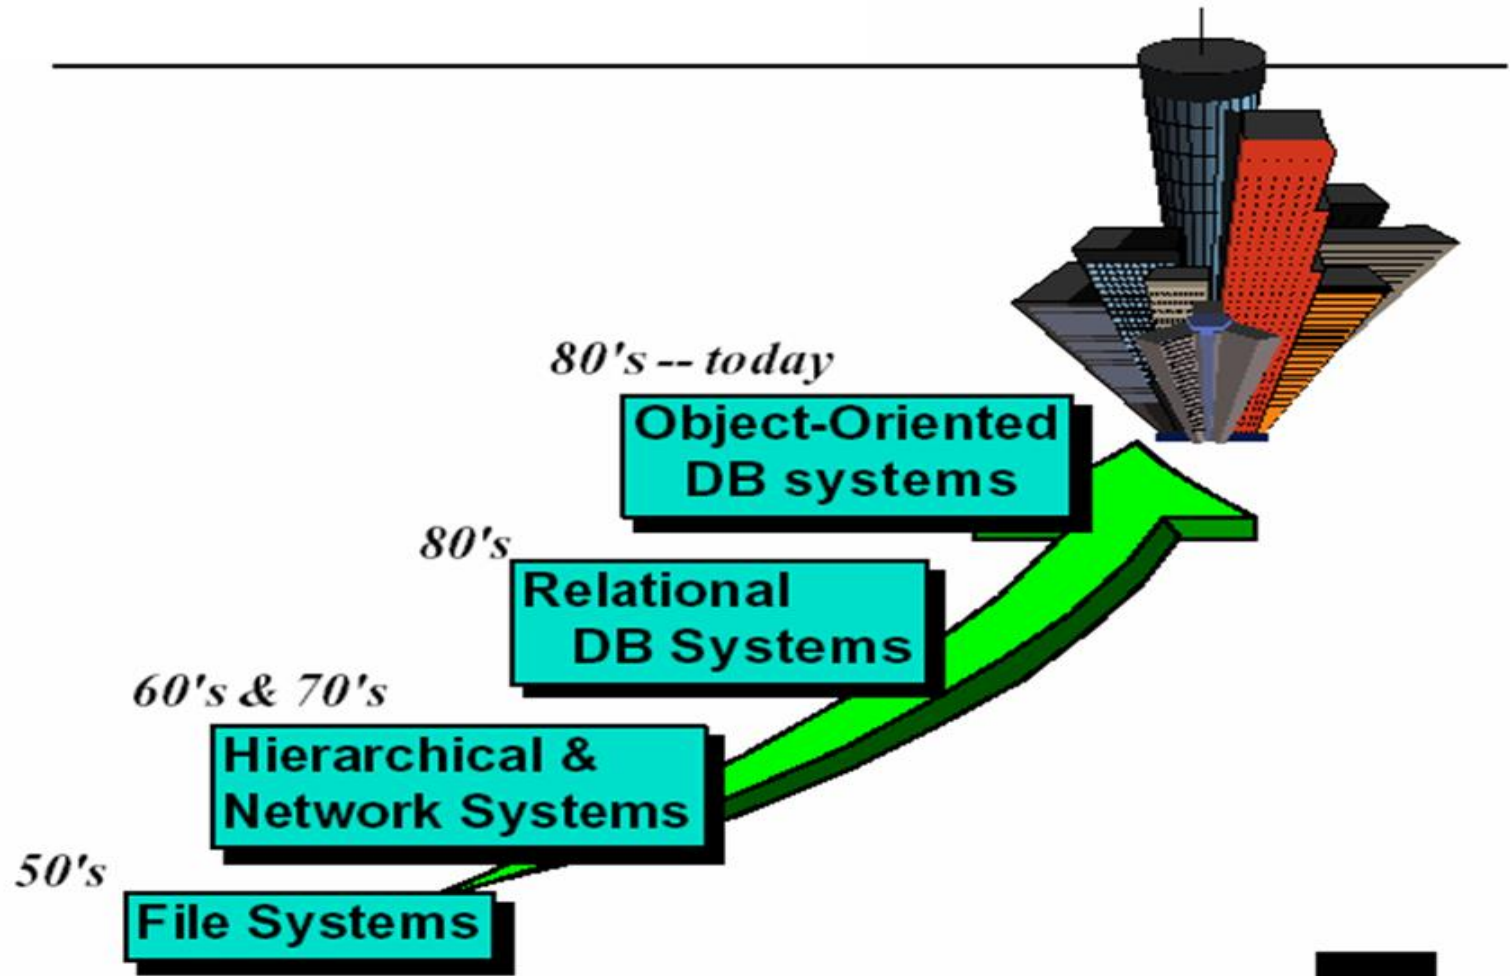 80's -- today
Object-Oriented
DB systems
80's
Relational
DB Systems
60's & 70's
Hierarchical &
Network Systems
50's
File Systems